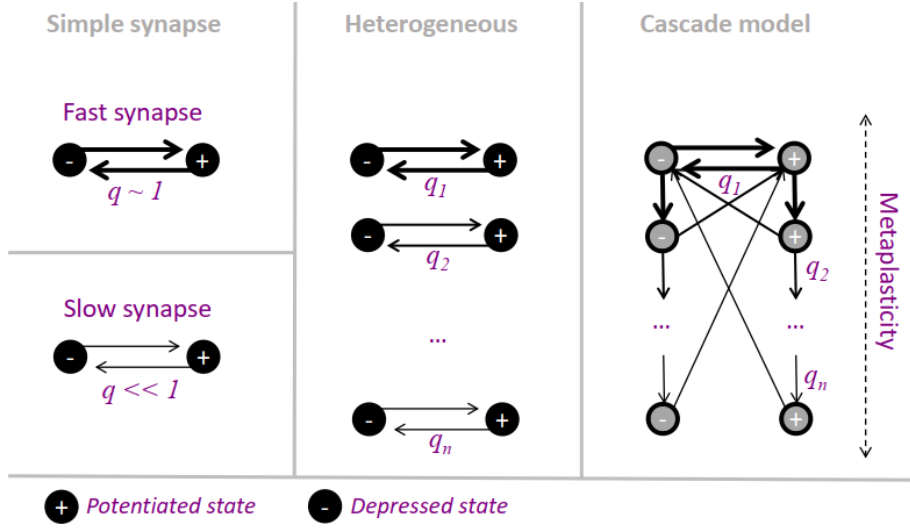 Simple synapse
Heterogeneous
Cascade model
Fast synapse
- +
q ~ 1
Slow synapse
- +
q << 1
- +
q1
- +
q2
...
- +
qn
- +
q1
- +
q2
... ...
qn
- +
Metaplasticity
+ Potentiated state
- Depressed state